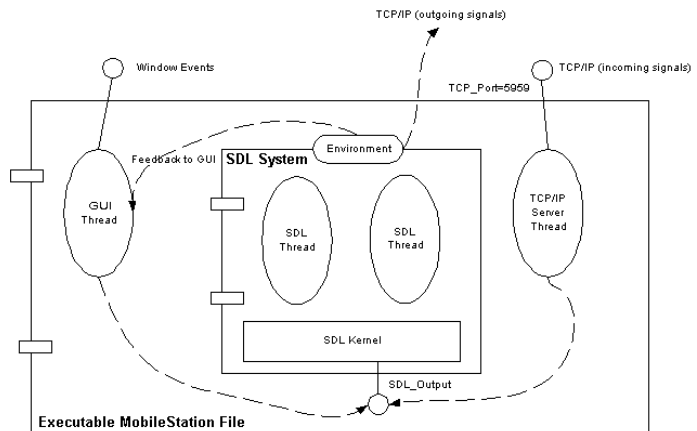 TCP/IP (outgoing signals)
Window Events
TCP/IP (incoming signals)
TCP_Port=5959
Environment
Feedback to GUI
SDL System
GUI
Thread
SDL
Thread
SDL
Thread
TCP/IP
Server
Thread
SDL Kernel
SDL_Output
Executable MobileStation File